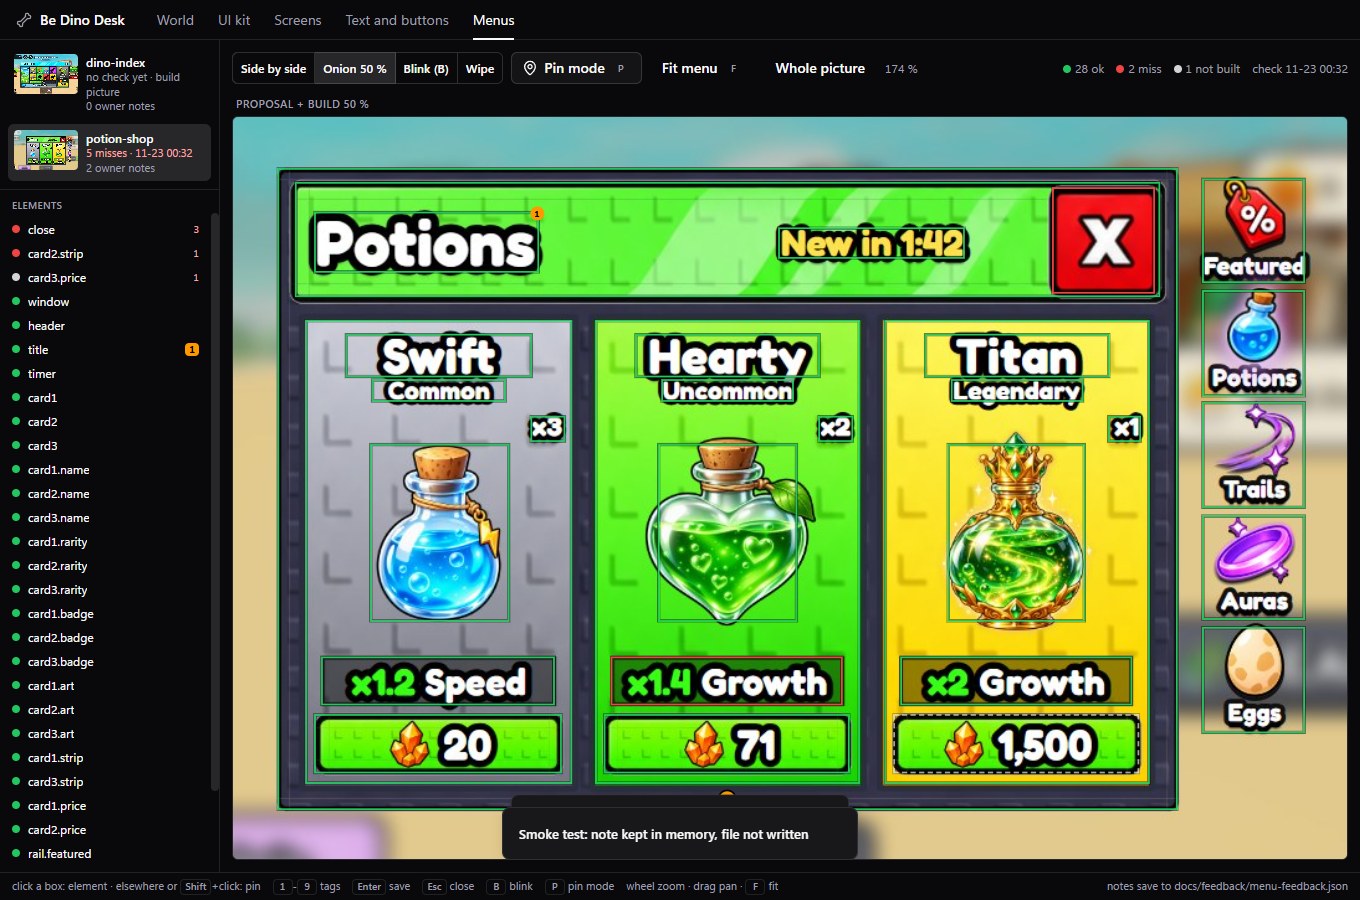 Be Dino Desk World UI kit Screens Text and buttons Menus
dino-index
no check yet · build
picture
0 owner notes
potion-shop
5 misses · 11-23 00:32
2 owner notes
Side by side Onion 50 % Blink (B) Wipe Pin mode P Fit menu F Whole picture 174 % 28 ok 2 miss 1 not built check 11-23 00:32
PROPOSAL + BUILD 50 %
ELEMENTS
close 3
card2.strip 1
card3.price 1
window
header
title 1
timer
card1
card2
card3
card1.name
card2.name
card3.name
card1.rarity
card2.rarity
card3.rarity
card1.badge
card2.badge
card3.badge
card1.art
card2.art
card3.art
card1.strip
card3.strip
card1.price
card2.price
rail.featured
Potions 1 New in 1:42 X
Swift
Common
x3
x1.2 Speed
20
Hearty
Uncommon
x2
x1.4 Growth
71
Titan
Legendary
x1
x2 Growth
1,500
%
Featured
Potions
Trails
Auras
Eggs
Smoke test: note kept in memory, file not written
click a box: element · elsewhere or Shift +click: pin 1 - 9 tags Enter save Esc close B blink P pin mode wheel zoom · drag pan · F fit notes save to docs/feedback/menu-feedback.json